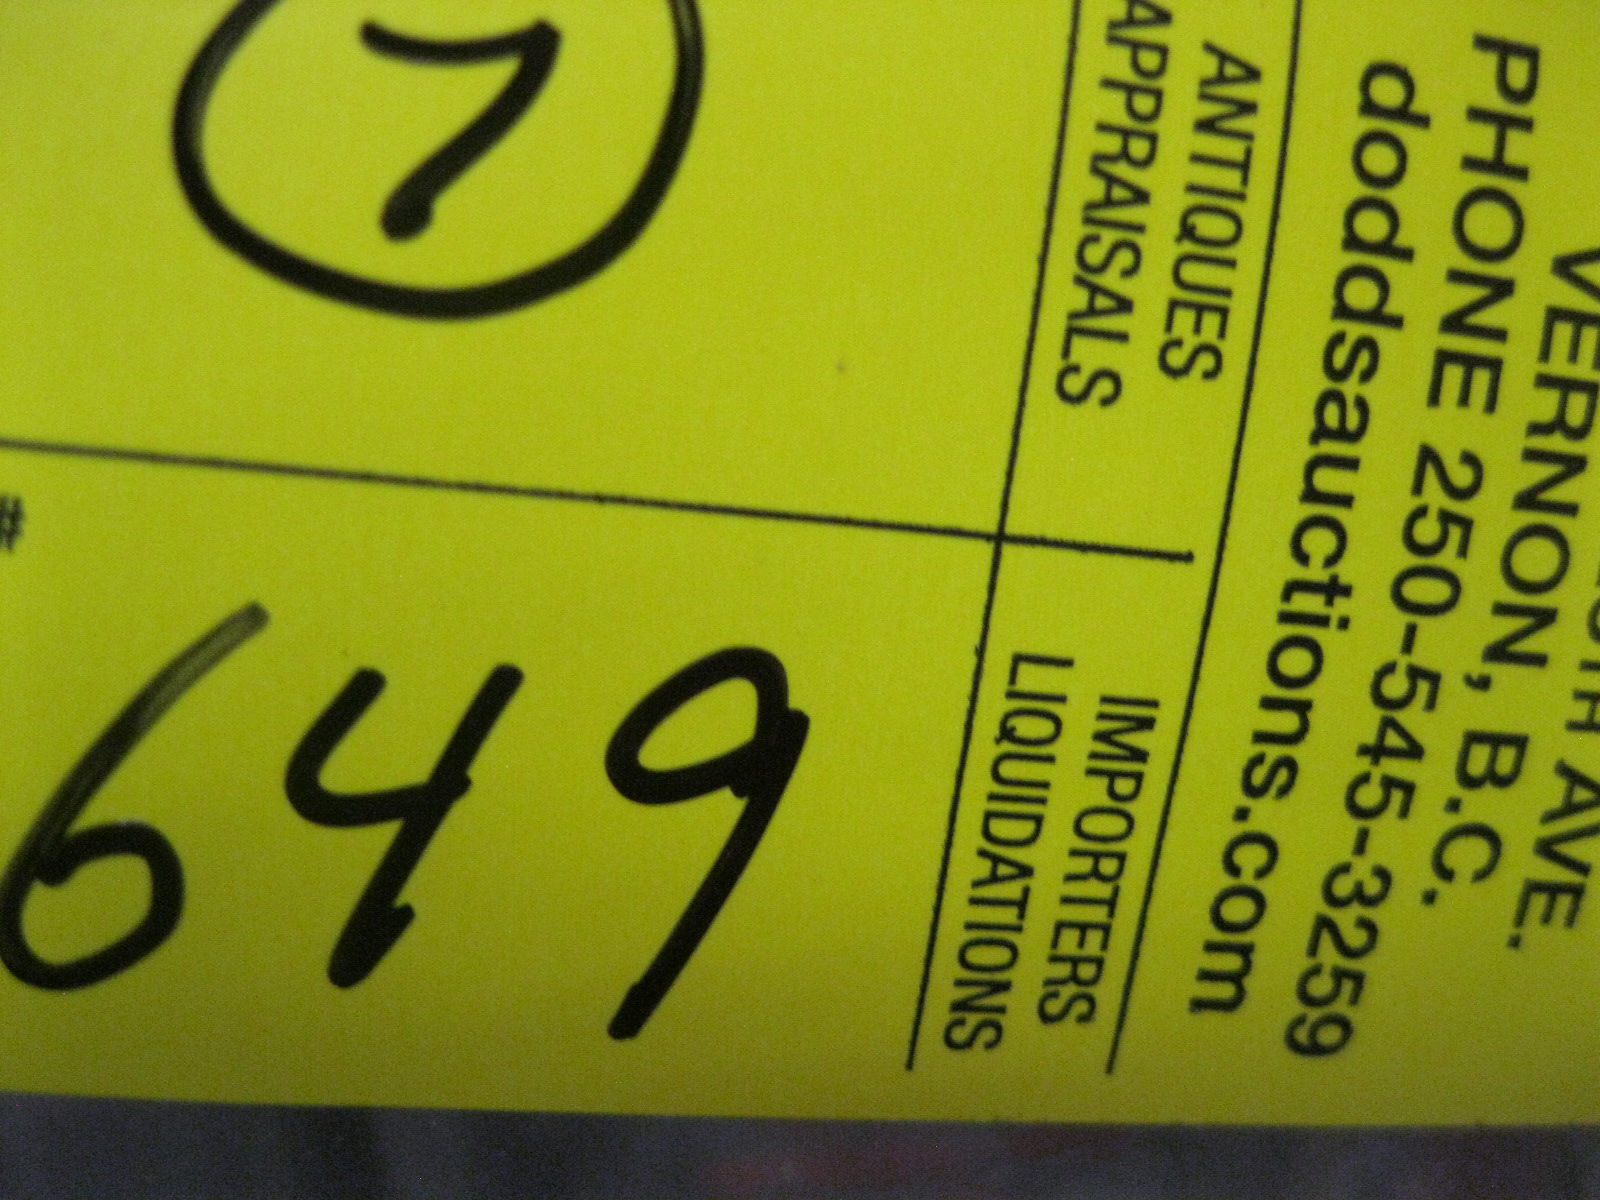 VERNON, B.C.
PHONE 250-545-3259
doddsauctions.com
ANTIQUES
APPRAISALS
IMPORTERS
LIQUIDATIONS
7
#
649